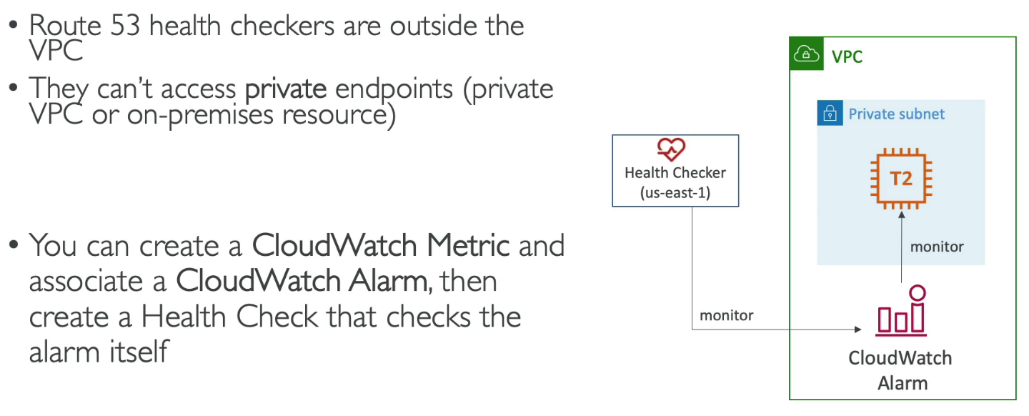 • Route 53 health checkers are outside the
VPC
• They can’t access private endpoints (private
VPC or on-premises resource)
• You can create a CloudWatch Metric and
associate a CloudWatch Alarm, then
create a Health Check that checks the
alarm itself
VPC
Private subnet
T2
Health Checker
(us-east-1)
monitor
monitor
CloudWatch
Alarm